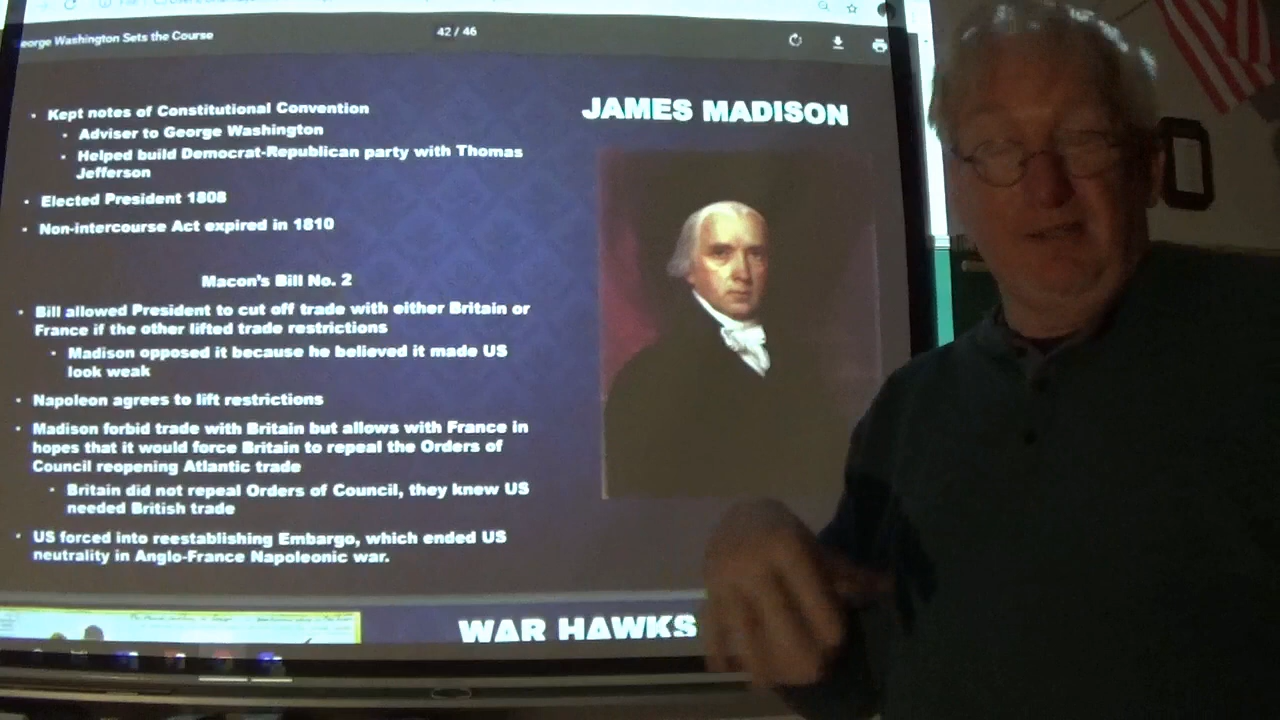 George Washington Sets the Course
42 / 46
JAMES MADISON
• Kept notes of Constitutional Convention
• Adviser to George Washington
• Helped build Democrat-Republican party with Thomas
Jefferson
• Elected President 1808
• Non-intercourse Act expired in 1810
Macon's Bill No. 2
• Bill allowed President to cut off trade with either Britain or
France if the other lifted trade restrictions
• Madison opposed it because he believed it made US
look weak
• Napoleon agrees to lift restrictions
• Madison forbid trade with Britain but allows with France in
hopes that it would force Britain to repeal the Orders of
Council reopening Atlantic trade
• Britain did not repeal Orders of Council, they knew US
needed British trade
• US forced into reestablishing Embargo, which ended US
neutrality in Anglo-France Napoleonic war.
WAR HAWKS